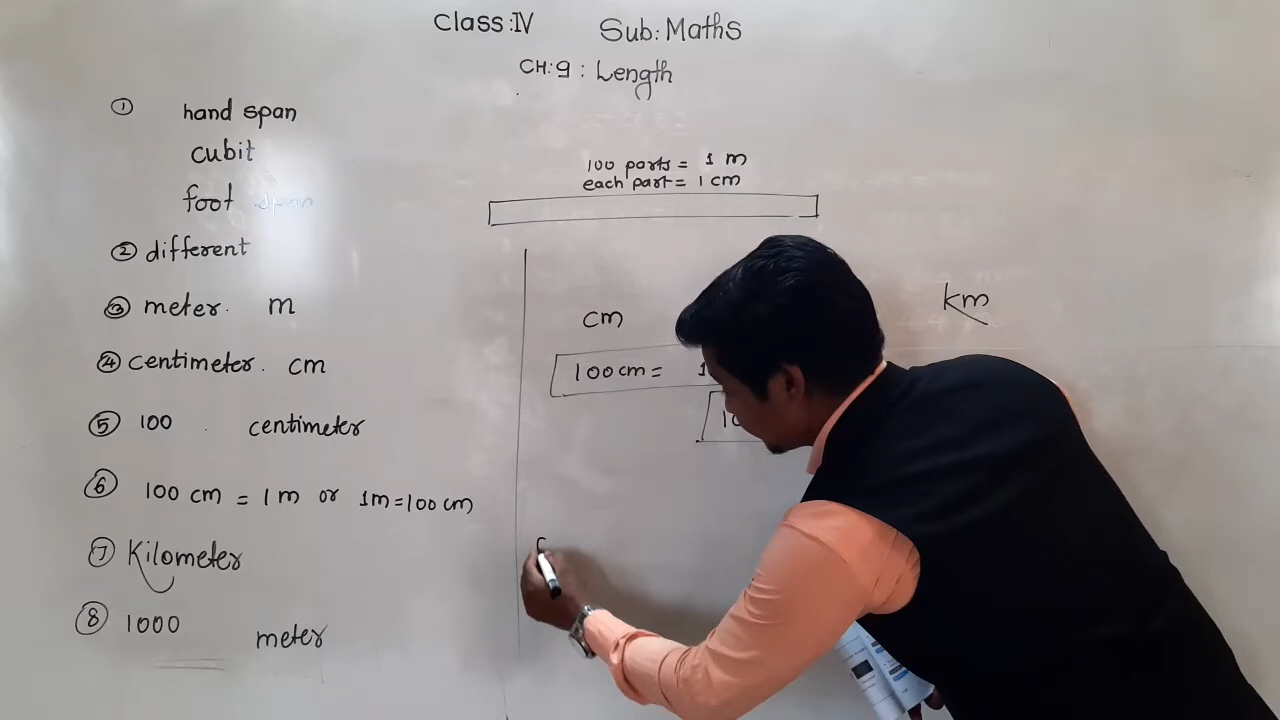 Class:IV Sub: Maths
CH: 9 : Length
① hand span
cubit
foot span
② different
③ meter. m
④ centimeter. cm
⑤ 100 . centimeter
⑥ 100 cm = 1 m or 1m=100 cm
⑦ Kilometer
⑧ 1000 meter
100 parts = 1 m
each part = 1 cm
cm km
100 cm = 1